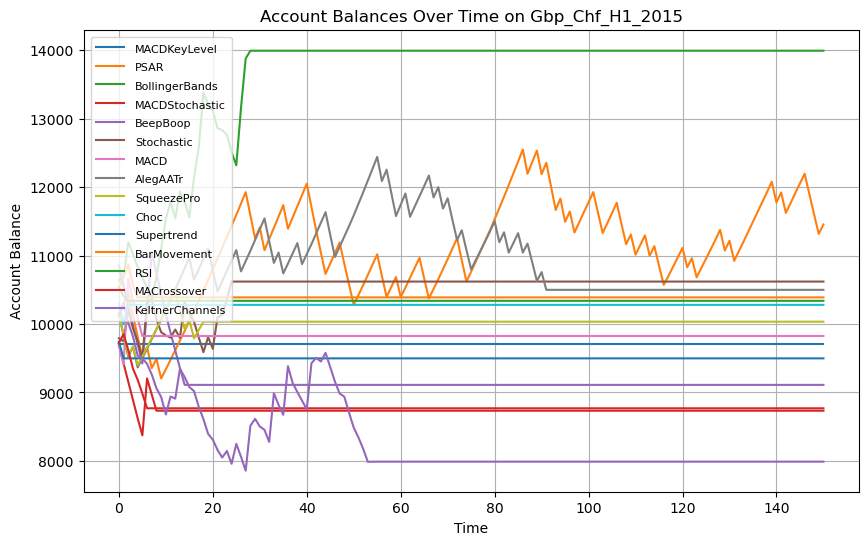 Account Balances Over Time on Gbp_Chf_H1_2015
14000
13000
12000
11000
10000
9000
8000
Account Balance
MACDKeyLevel
PSAR
BollingerBands
MACDStochastic
BeepBoop
Stochastic
MACD
AlegAATr
SqueezePro
Choc
Supertrend
BarMovement
RSI
MACrossover
KeltnerChannels
0 20 40 60 80 100 120 140
Time